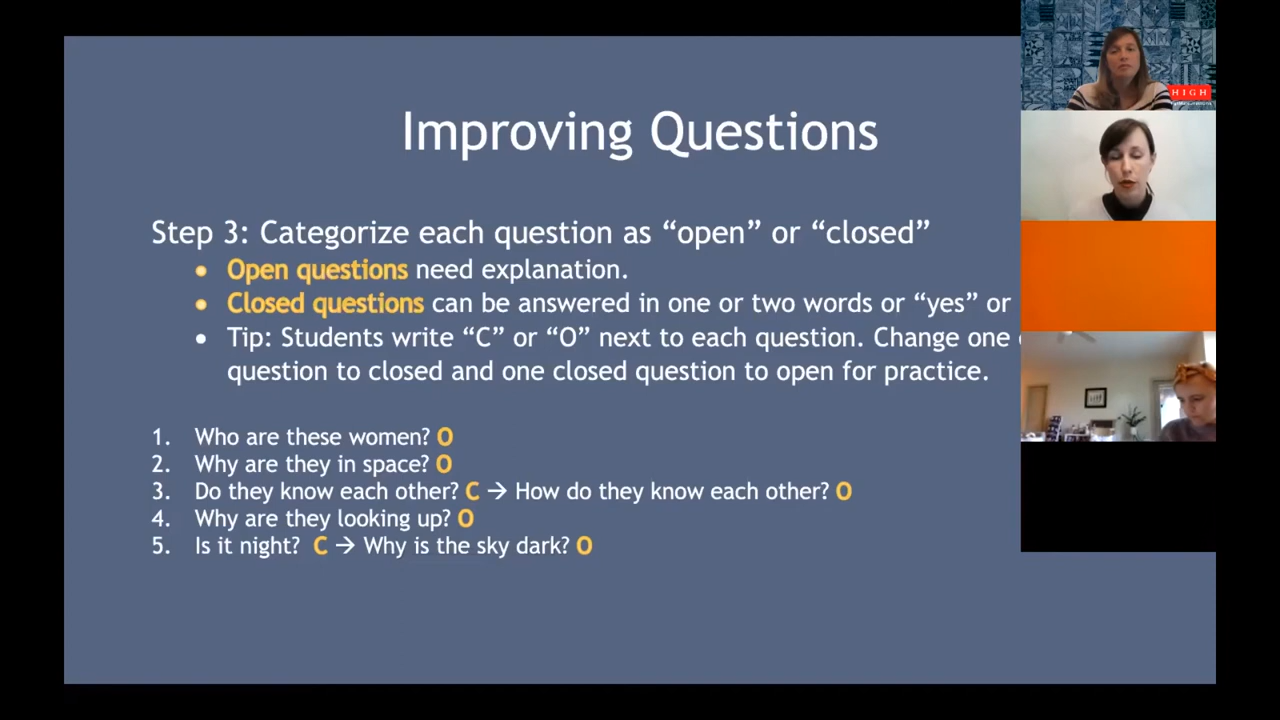 Improving Questions
Step 3: Categorize each question as “open” or “closed”
• Open questions need explanation.
• Closed questions can be answered in one or two words or “yes” or
• Tip: Students write “C” or “O” next to each question. Change one
question to closed and one closed question to open for practice.
1. Who are these women? O
2. Why are they in space? O
3. Do they know each other? C → How do they know each other? O
4. Why are they looking up? O
5. Is it night? C → Why is the sky dark? O
HIGH